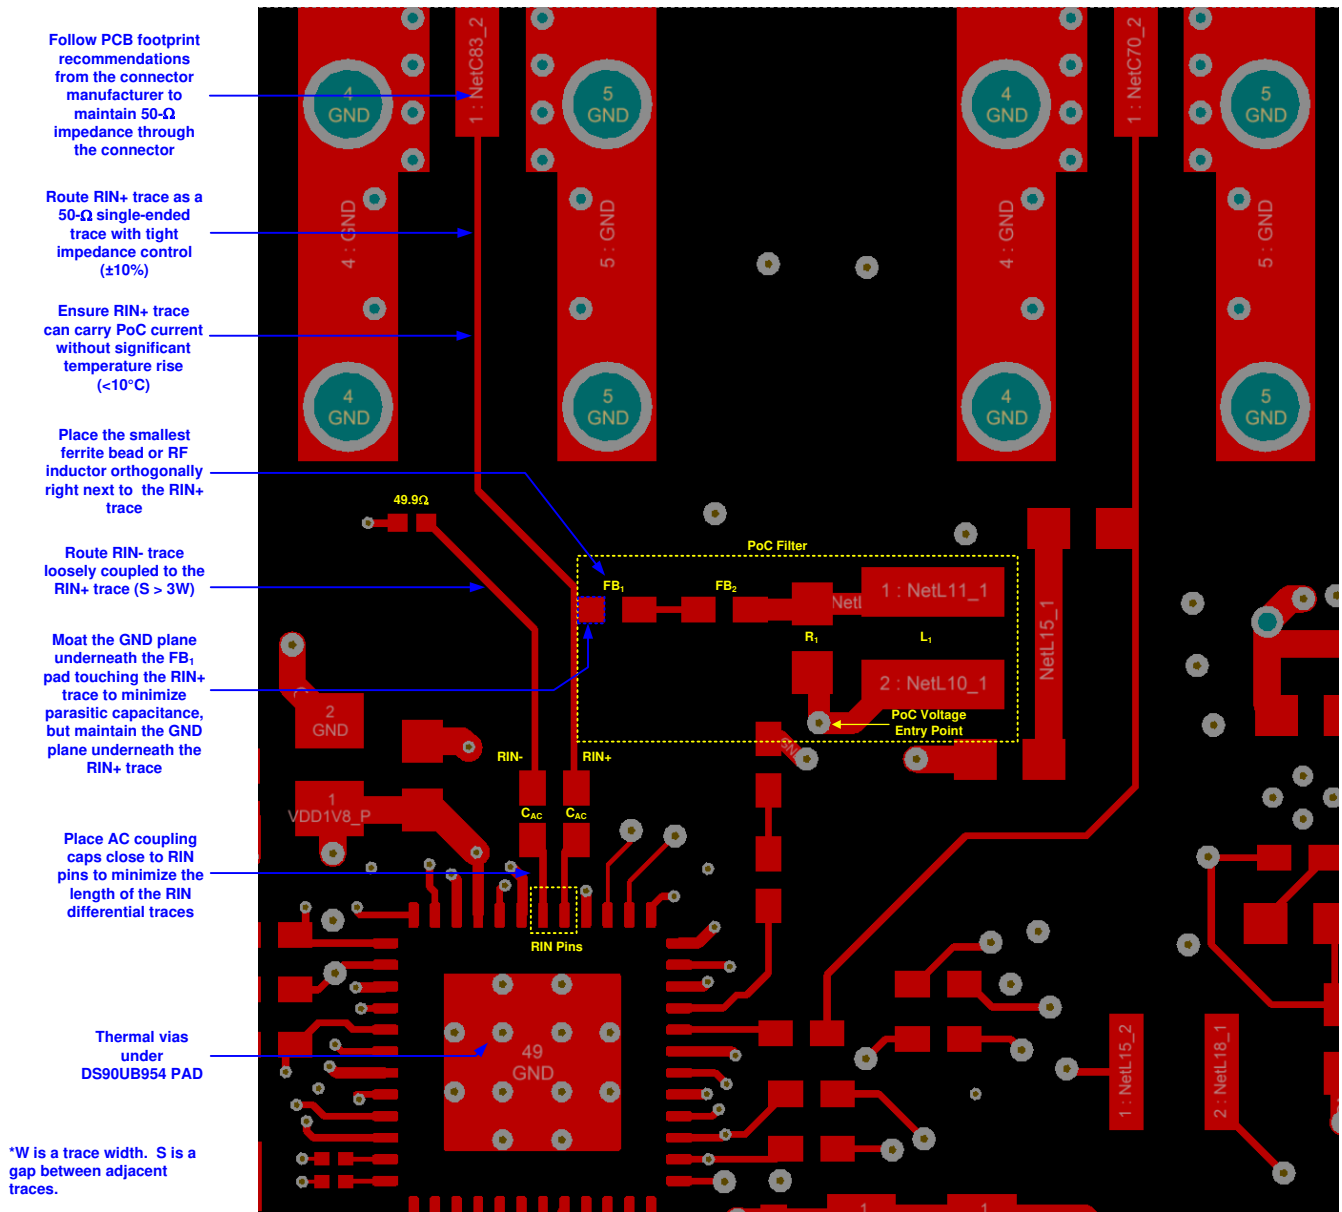 Follow PCB footprint
recommendations
from the connector
manufacturer to
maintain 50-Ω
impedance through
the connector
Route RIN+ trace as a
50-Ω single-ended
trace with tight
impedance control
(±10%)
Ensure RIN+ trace
can carry PoC current
without significant
temperature rise
(<10°C)
Place the smallest
ferrite bead or RF
inductor orthogonally
right next to the RIN+
trace
Route RIN- trace
loosely coupled to the
RIN+ trace (S > 3W)
Moat the GND plane
underneath the FB₁
pad touching the RIN+
trace to minimize
parasitic capacitance,
but maintain the GND
plane underneath the
RIN+ trace
Place AC coupling
caps close to RIN
pins to minimize the
length of the RIN
differential traces
Thermal vias
under
DS90UB954 PAD
*W is a trace width. S is a
gap between adjacent
traces.
1 : NetC83_2
1 : NetC70_2
4
GND
5
GND
4
GND
5
GND
4 : GND
5 : GND
4 : GND
5 : GND
4
GND
5
GND
4
GND
5
GND
49.9Ω
PoC Filter
FB₁
FB₂
NetL
1 : NetL11_1
R₁
L₁
2 : NetL10_1
PoC Voltage
Entry Point
NetL15_1
2
GND
GND
RIN-
RIN+
1
VDD1V8_P
C_AC
C_AC
RIN Pins
49
GND
1 : NetL15_2
2 : NetL18_1
1
1